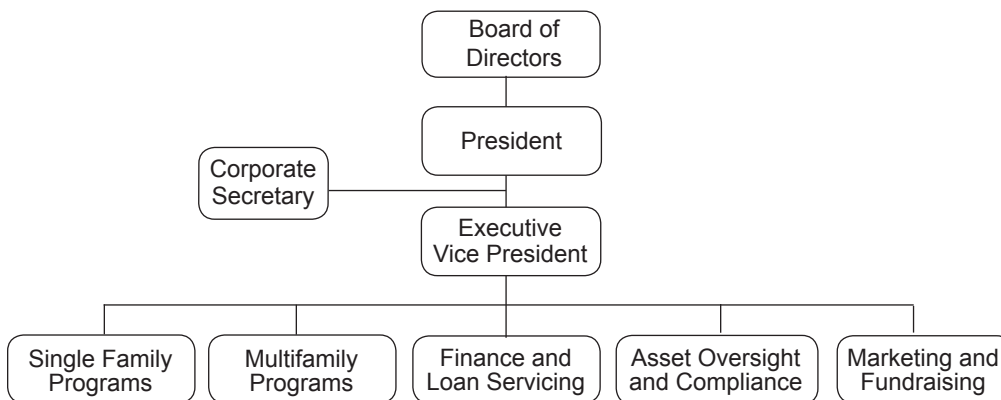 Board of
Directors
President
Corporate
Secretary
Executive
Vice President
Single Family
Programs
Multifamily
Programs
Finance and
Loan Servicing
Asset Oversight
and Compliance
Marketing and
Fundraising